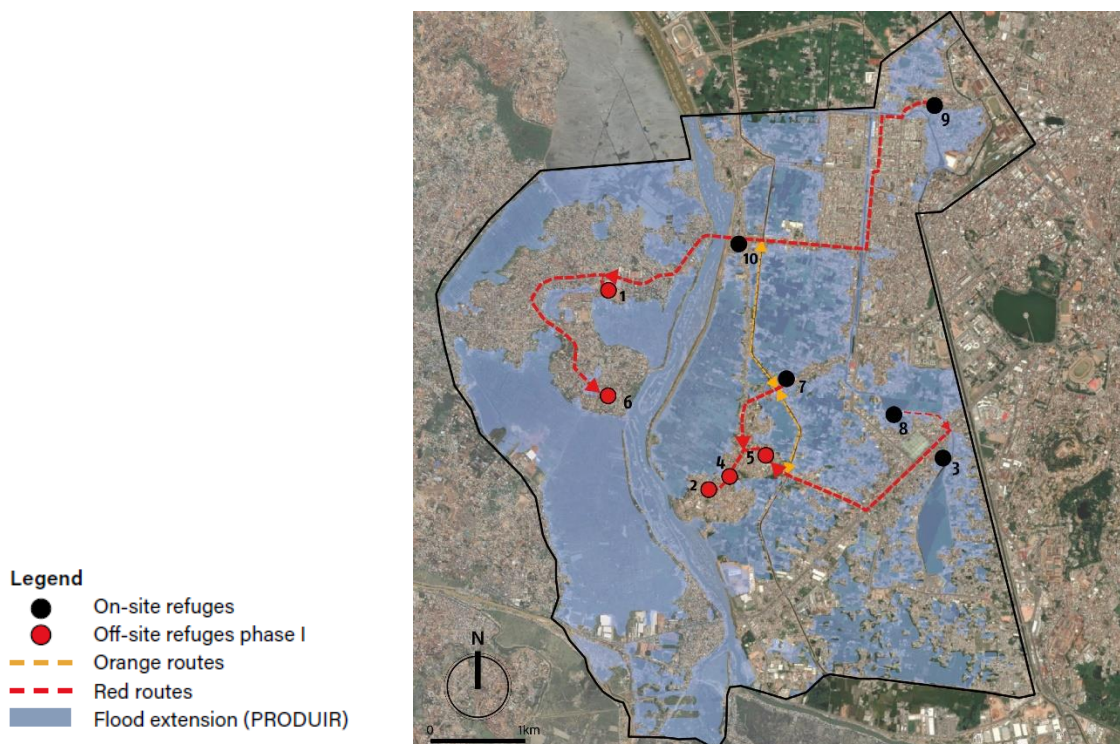 9
10
1
7
6
8
5
4
3
2
Legend
On-site refuges
Off-site refuges phase I
Orange routes
Red routes
Flood extension (PRODUIR)
N
0 1km